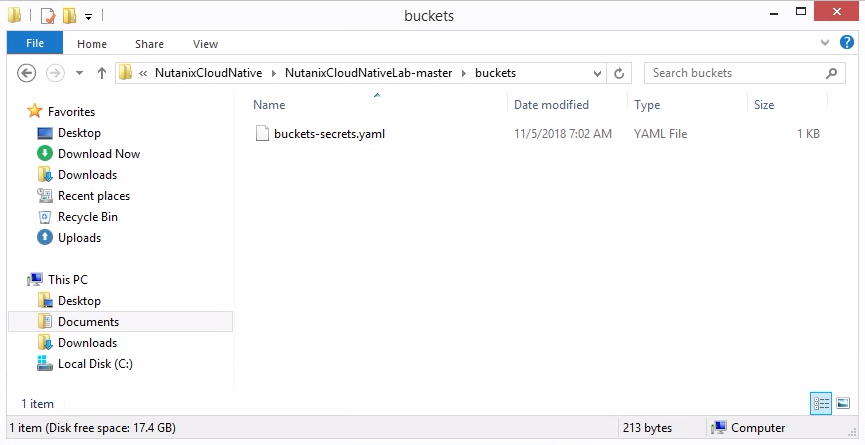 buckets
File Home Share View
« NutanixCloudNative NutanixCloudNativeLab-master buckets
Search buckets
Name Date modified Type Size
buckets-secrets.yaml 11/5/2018 7:02 AM YAML File 1 KB
Favorites
Desktop
Download Now
Downloads
Recent places
Recycle Bin
Uploads
This PC
Desktop
Documents
Downloads
Local Disk (C:)
1 item
1 item (Disk free space: 17.4 GB) 213 bytes Computer